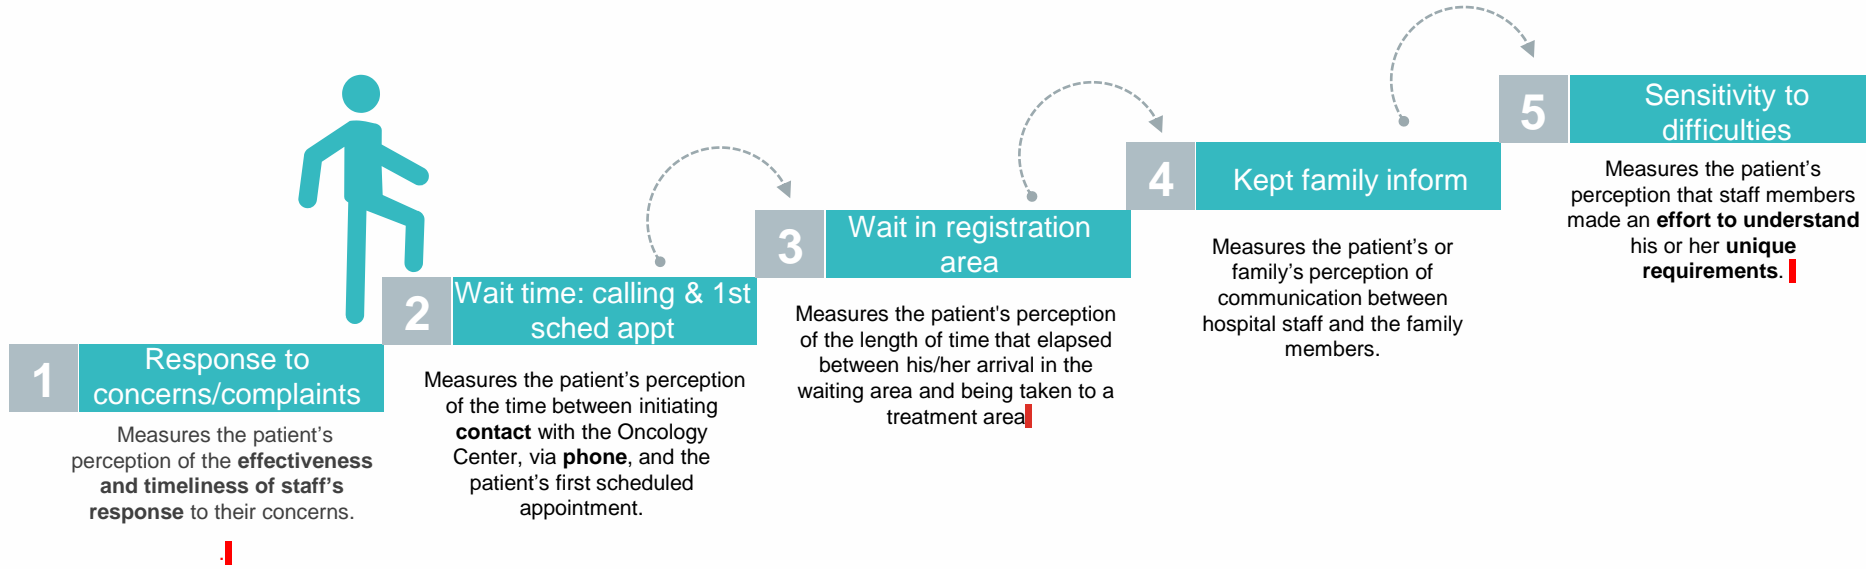 1
Response to
concerns/complaints
Measures the patient’s
perception of the effectiveness
and timeliness of staff’s
response to their concerns.
.
2
Wait time: calling & 1st
sched appt
Measures the patient’s perception
of the time between initiating
contact with the Oncology
Center, via phone, and the
patient’s first scheduled
appointment.
3
Wait in registration
area
Measures the patient's perception
of the length of time that elapsed
between his/her arrival in the
waiting area and being taken to a
treatment area
4
Kept family inform
Measures the patient’s or
family’s perception of
communication between
hospital staff and the family
members.
5
Sensitivity to
difficulties
Measures the patient’s
perception that staff members
made an effort to understand
his or her unique
requirements.